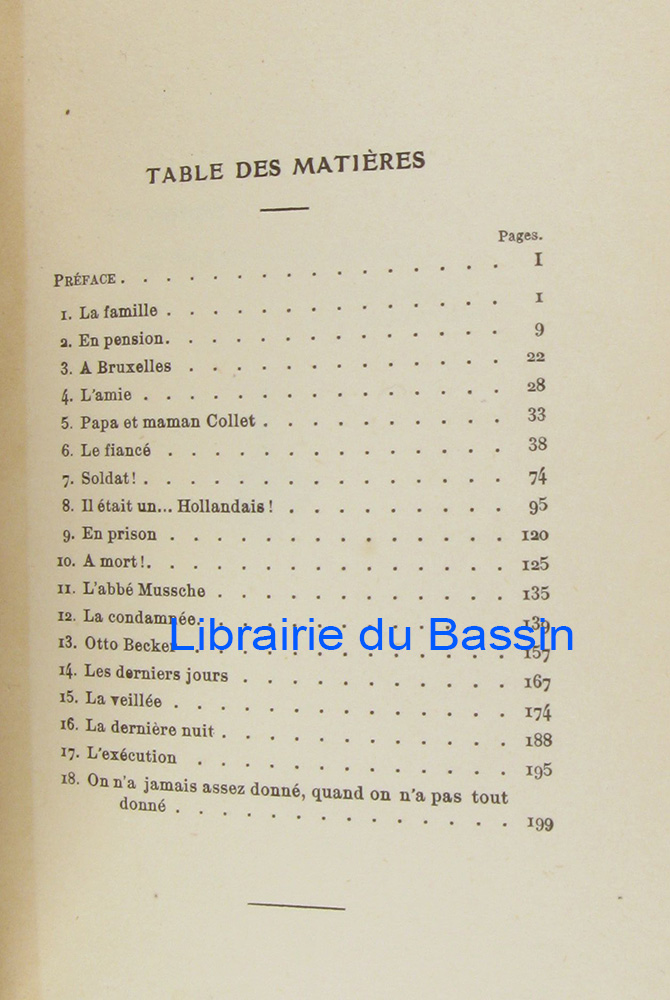 TABLE DES MATIÈRES
Pages.
PRÉFACE . . . . . . . . . . . . . . . I
1. La famille . . . . . . . . . . . . . 1
2. En pension. . . . . . . . . . . . . 9
3. A Bruxelles . . . . . . . . . . . . 22
4. L'amie . . . . . . . . . . . . . . 28
5. Papa et maman Collet . . . . . . . . . . 33
6. Le fiancé . . . . . . . . . . . . . 38
7. Soldat! . . . . . . . . . . . . . . 74
8. Il était un... Hollandais ! . . . . . . . . . 95
9. En prison . . . . . . . . . . . . . 120
10. A mort!. . . . . . . . . . . . . . 125
11. L'abbé Mussche . . . . . . . . . . . 135
12. La condamnée. . . . . . . . . . . . 139
13. Otto Becker . . . . . . . . . . . . 157
Librairie du Bassin
14. Les derniers jours . . . . . . . . . . . 167
15. La veillée . . . . . . . . . . . . . 174
16. La dernière nuit . . . . . . . . . . . 188
17. L'exécution . . . . . . . . . . . . 195
18. On n'a jamais assez donné, quand on n'a pas tout
donné . . . . . . . . . . . . . 199